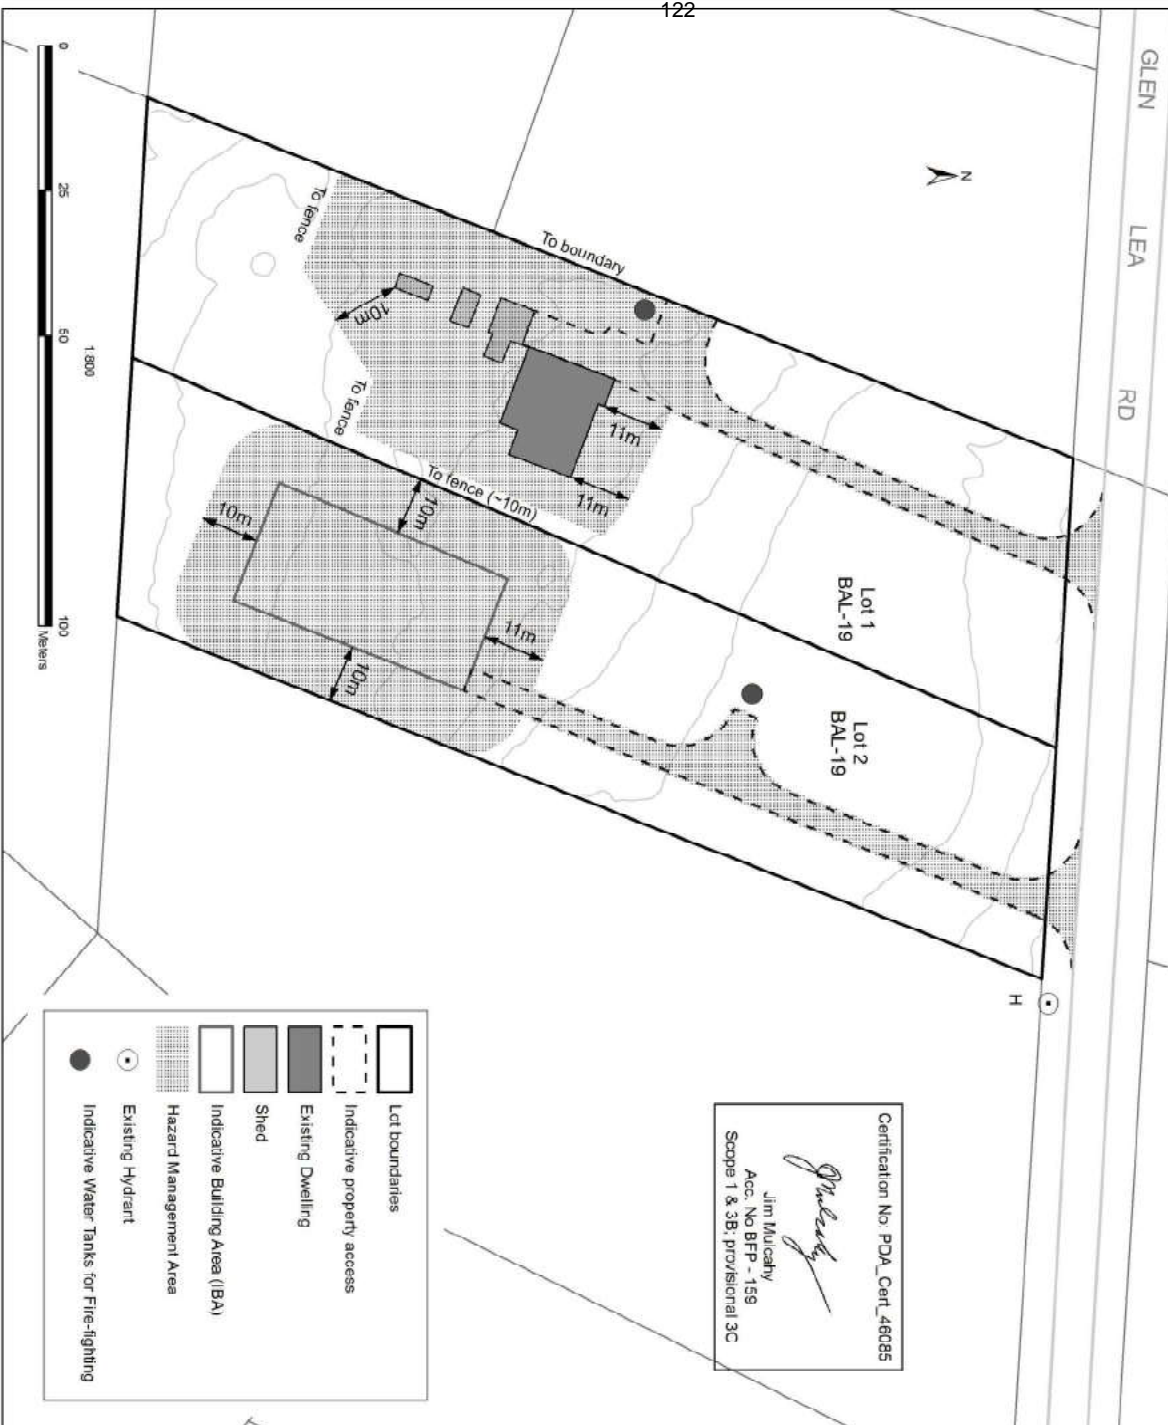 122
GLEN LEA RD
N
To boundary
To fence
10m
To fence
11m
11m
To fence (~10m)
10m
10m
11m
10m
Lot 1
BAL-19
Lot 2
BAL-19
H
0 25 50 100
Meters
1:800
Certification No: PDA_Cert_46085
Jim Mulcahy
Acc. No BFP - 159
Scope 1 & 3B; provisional 3C
Lot boundaries
Indicative property access
Existing Dwelling
Shed
Indicative Building Area (IBA)
Hazard Management Area
Existing Hydrant
Indicative Water Tanks for Fire-fighting